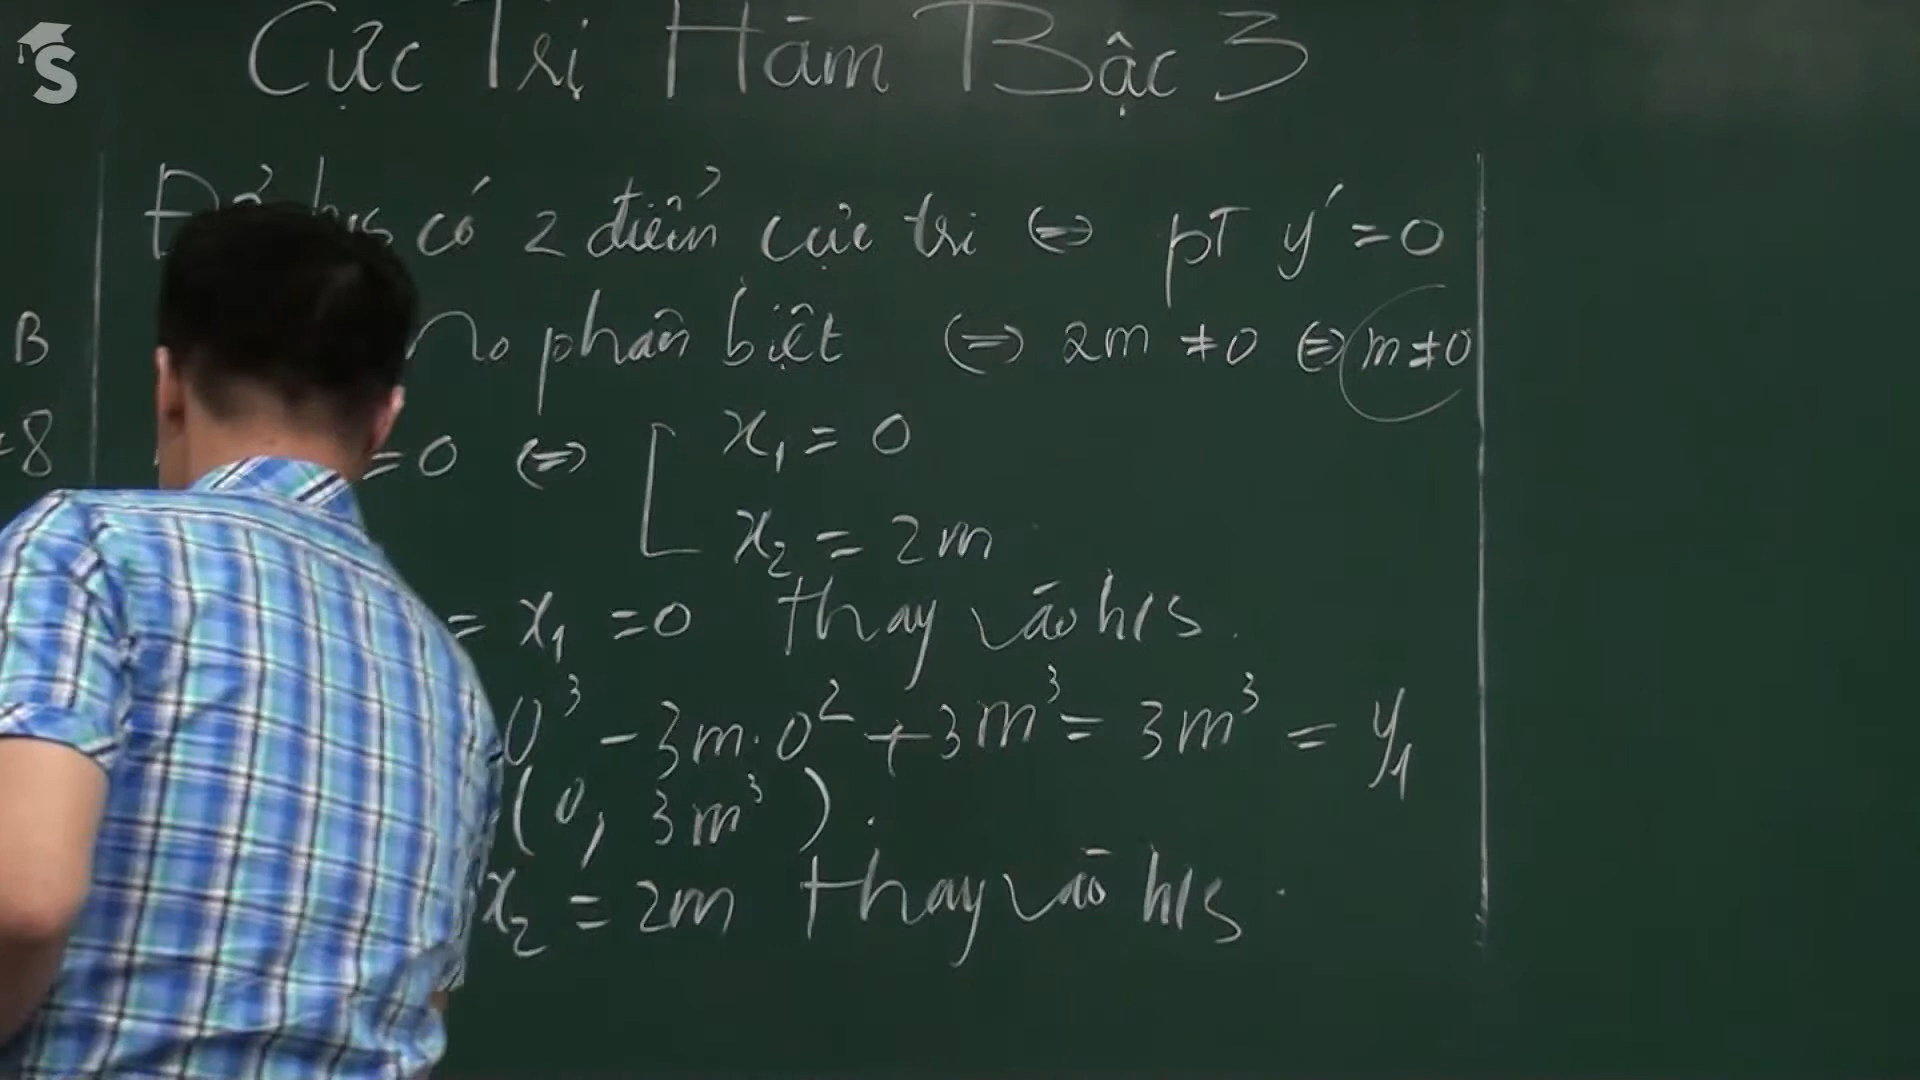 S
Cực Trị Hàm Bậc 3
có 2 điểm cực trị ⇔ pT y' = 0
B
no phân biệt ⇔ 2m ≠ 0 ⇔ m ≠ 0
8
= 0 ⇔ [ x₁ = 0
x₂ = 2m
= x₁ = 0 thay vào h/s.
0³ - 3m.0² + 3m³ = 3m³ = y₁
(0, 3m³).
x₂ = 2m thay vào h/s.